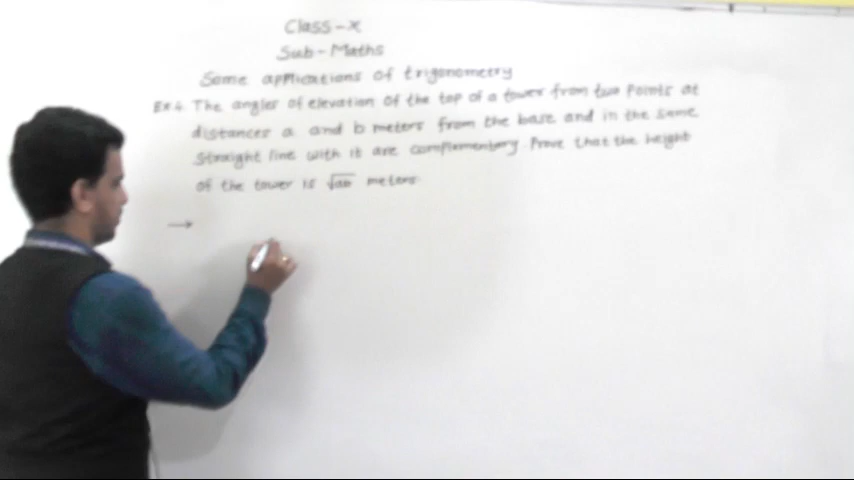 Class-X
Sub-Maths
Some applications of trigonometry
Ex 4. The angles of elevation of the top of a tower from two points at
distances a and b meters from the base and in the same
straight line with it are complementary. Prove that the height
of the tower is √ab meters.
→